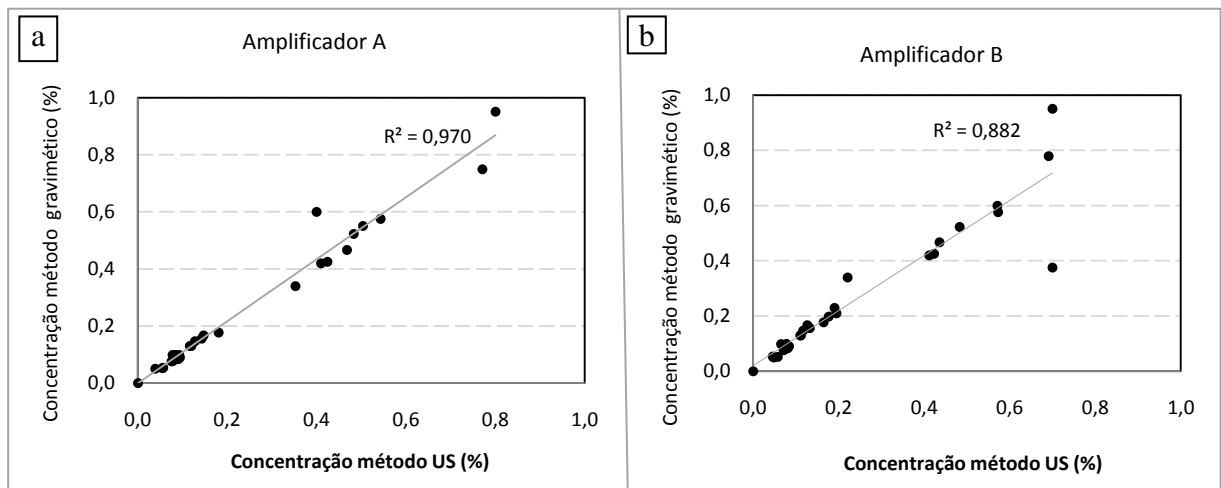 a
Amplificador A
Concentração método gravimético (%)
1,0
0,8
0,6
0,4
0,2
0,0
R² = 0,970
0,0 0,2 0,4 0,6 0,8 1,0
Concentração método US (%)
b
Amplificador B
Concentração método gravimético (%)
1,0
0,8
0,6
0,4
0,2
0,0
R² = 0,882
0,0 0,2 0,4 0,6 0,8 1,0
Concentração método US (%)